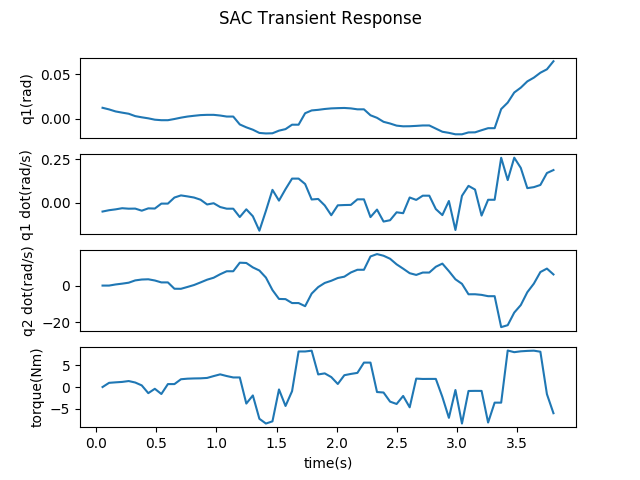 SAC Transient Response
q1(rad)
0.05
0.00
q1 dot(rad/s)
0.25
0.00
q2 dot(rad/s)
0
−20
torque(Nm)
5
0
−5
0.0 0.5 1.0 1.5 2.0 2.5 3.0 3.5
time(s)